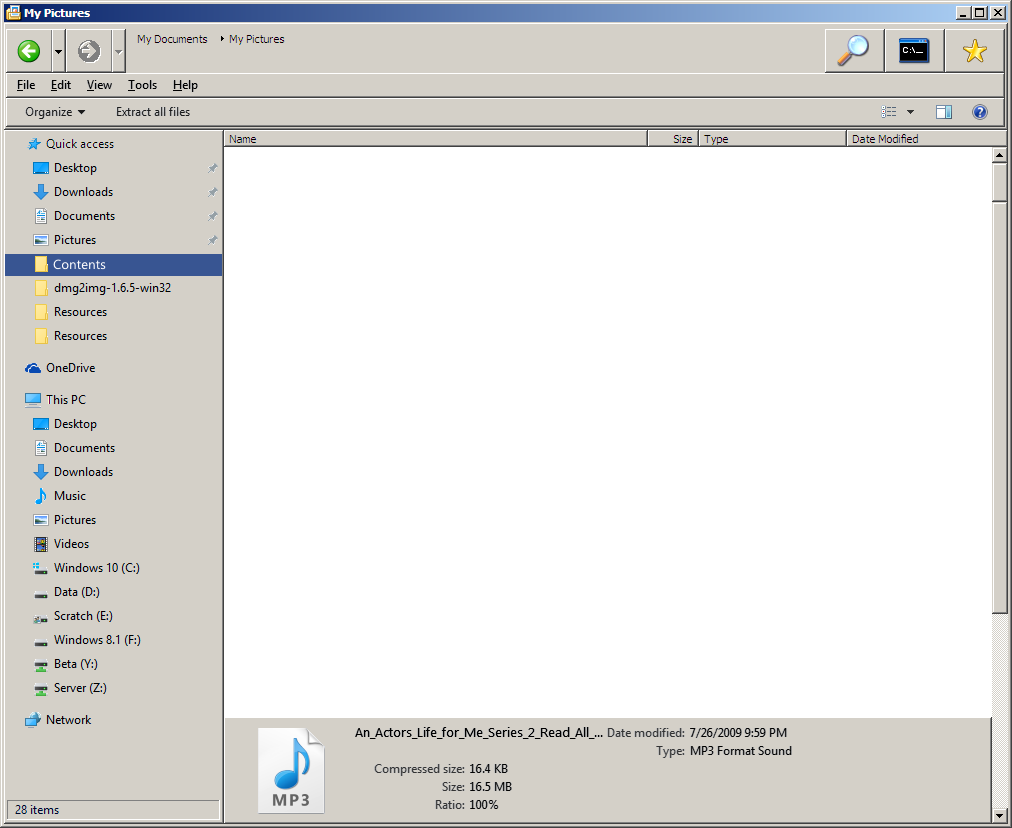 My Pictures
My Documents My Pictures
C:\_
File Edit View Tools Help
Organize Extract all files
Quick access
Desktop
Downloads
Documents
Pictures
Contents
dmg2img-1.6.5-win32
Resources
Resources
OneDrive
This PC
Desktop
Documents
Downloads
Music
Pictures
Videos
Windows 10 (C:)
Data (D:)
Scratch (E:)
Windows 8.1 (F:)
Beta (Y:)
Server (Z:)
Network
28 items
Name Size Type Date Modified
MP3
An_Actors_Life_for_Me_Series_2_Read_All_... Date modified: 7/26/2009 9:59 PM
Type: MP3 Format Sound
Compressed size: 16.4 KB
Size: 16.5 MB
Ratio: 100%